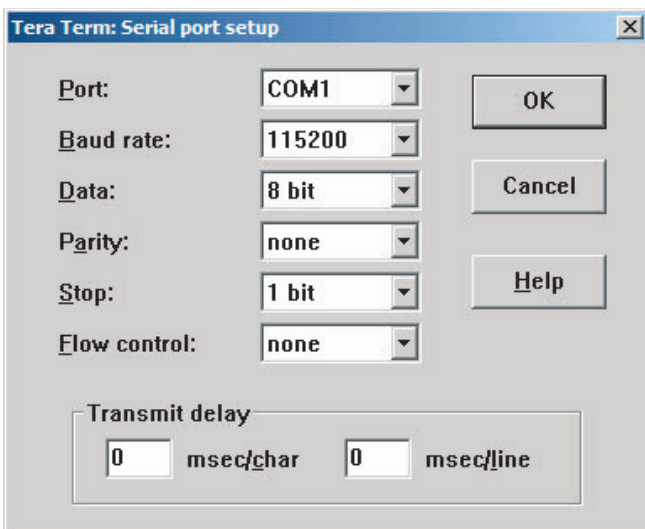 Tera Term: Serial port setup
Port: COM1
OK
Baud rate: 115200
Data: 8 bit
Cancel
Parity: none
Stop: 1 bit
Help
Flow control: none
Transmit delay
0 msec/char 0 msec/line